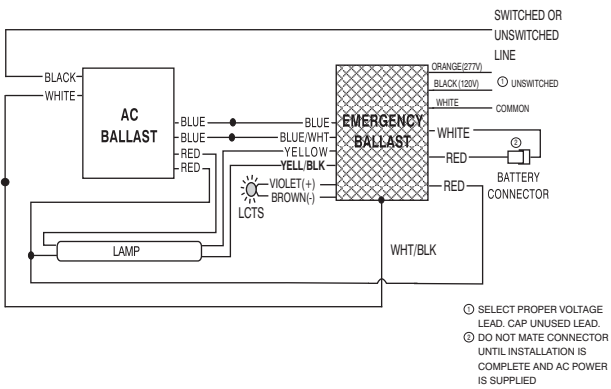 SWITCHED OR
UNSWITCHED
LINE
ORANGE(277V)
BLACK
BLACK (120V)
① UNSWITCHED
WHITE
AC
BALLAST
WHITE
COMMON
BLUE
BLUE
EMERGENCY
BALLAST
WHITE
BLUE
BLUE/WHT
②
RED
YELLOW
RED
RED
YELL/BLK
BATTERY
CONNECTOR
VIOLET(+)
RED
BROWN(-)
LCTS
LAMP
WHT/BLK
① SELECT PROPER VOLTAGE
LEAD. CAP UNUSED LEAD.
② DO NOT MATE CONNECTOR
UNTIL INSTALLATION IS
COMPLETE AND AC POWER
IS SUPPLIED